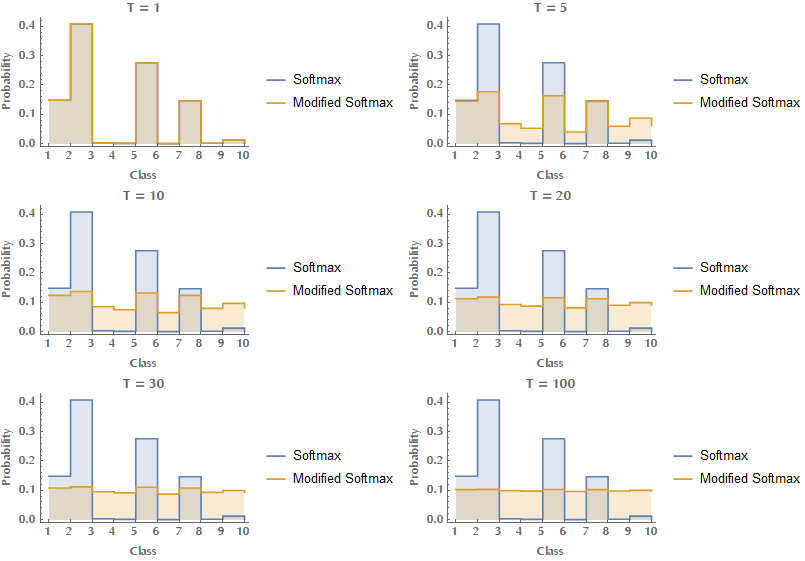 T = 1
0.4
0.3
0.2
0.1
0.0
Probability
1 2 3 4 5 6 7 8 9 10
Class
Softmax
Modified Softmax
T = 5
0.4
0.3
0.2
0.1
0.0
Probability
1 2 3 4 5 6 7 8 9 10
Class
Softmax
Modified Softmax
T = 10
0.4
0.3
0.2
0.1
0.0
Probability
1 2 3 4 5 6 7 8 9 10
Class
Softmax
Modified Softmax
T = 20
0.4
0.3
0.2
0.1
0.0
Probability
1 2 3 4 5 6 7 8 9 10
Class
Softmax
Modified Softmax
T = 30
0.4
0.3
0.2
0.1
0.0
Probability
1 2 3 4 5 6 7 8 9 10
Class
Softmax
Modified Softmax
T = 100
0.4
0.3
0.2
0.1
0.0
Probability
1 2 3 4 5 6 7 8 9 10
Class
Softmax
Modified Softmax